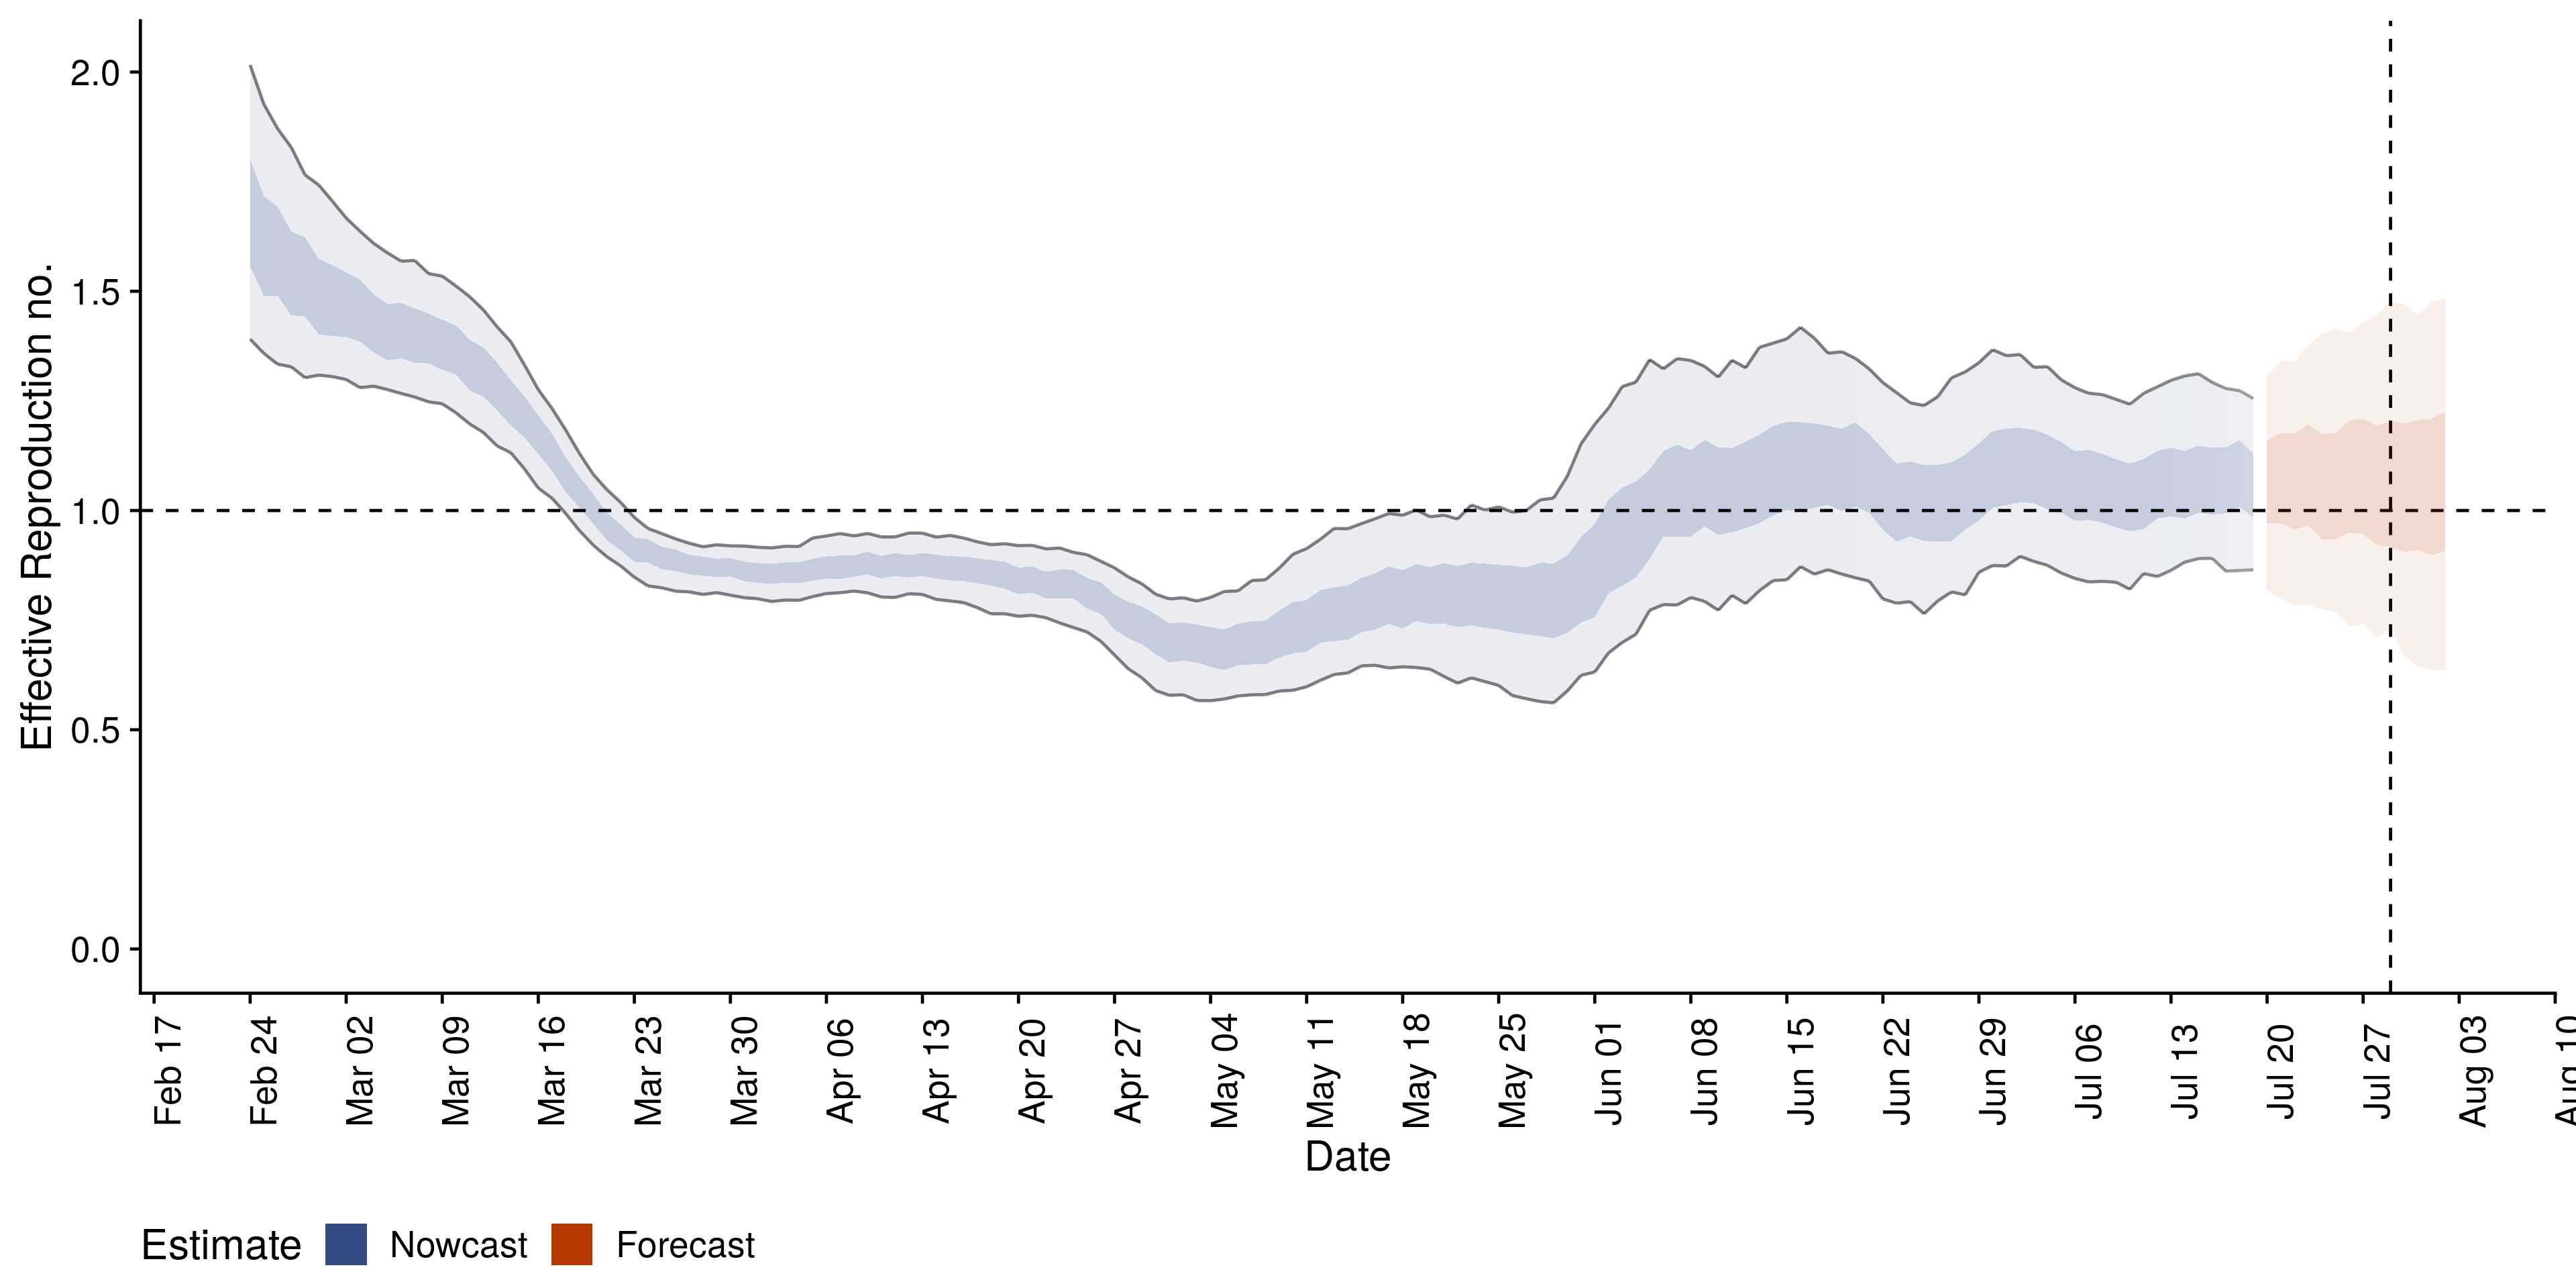 Effective Reproduction no.
2.0
1.5
1.0
0.5
0.0
Feb 17
Feb 24
Mar 02
Mar 09
Mar 16
Mar 23
Mar 30
Apr 06
Apr 13
Apr 20
Apr 27
May 04
May 11
May 18
May 25
Jun 01
Jun 08
Jun 15
Jun 22
Jun 29
Jul 06
Jul 13
Jul 20
Jul 27
Aug 03
Aug 10
Date
Estimate Nowcast Forecast